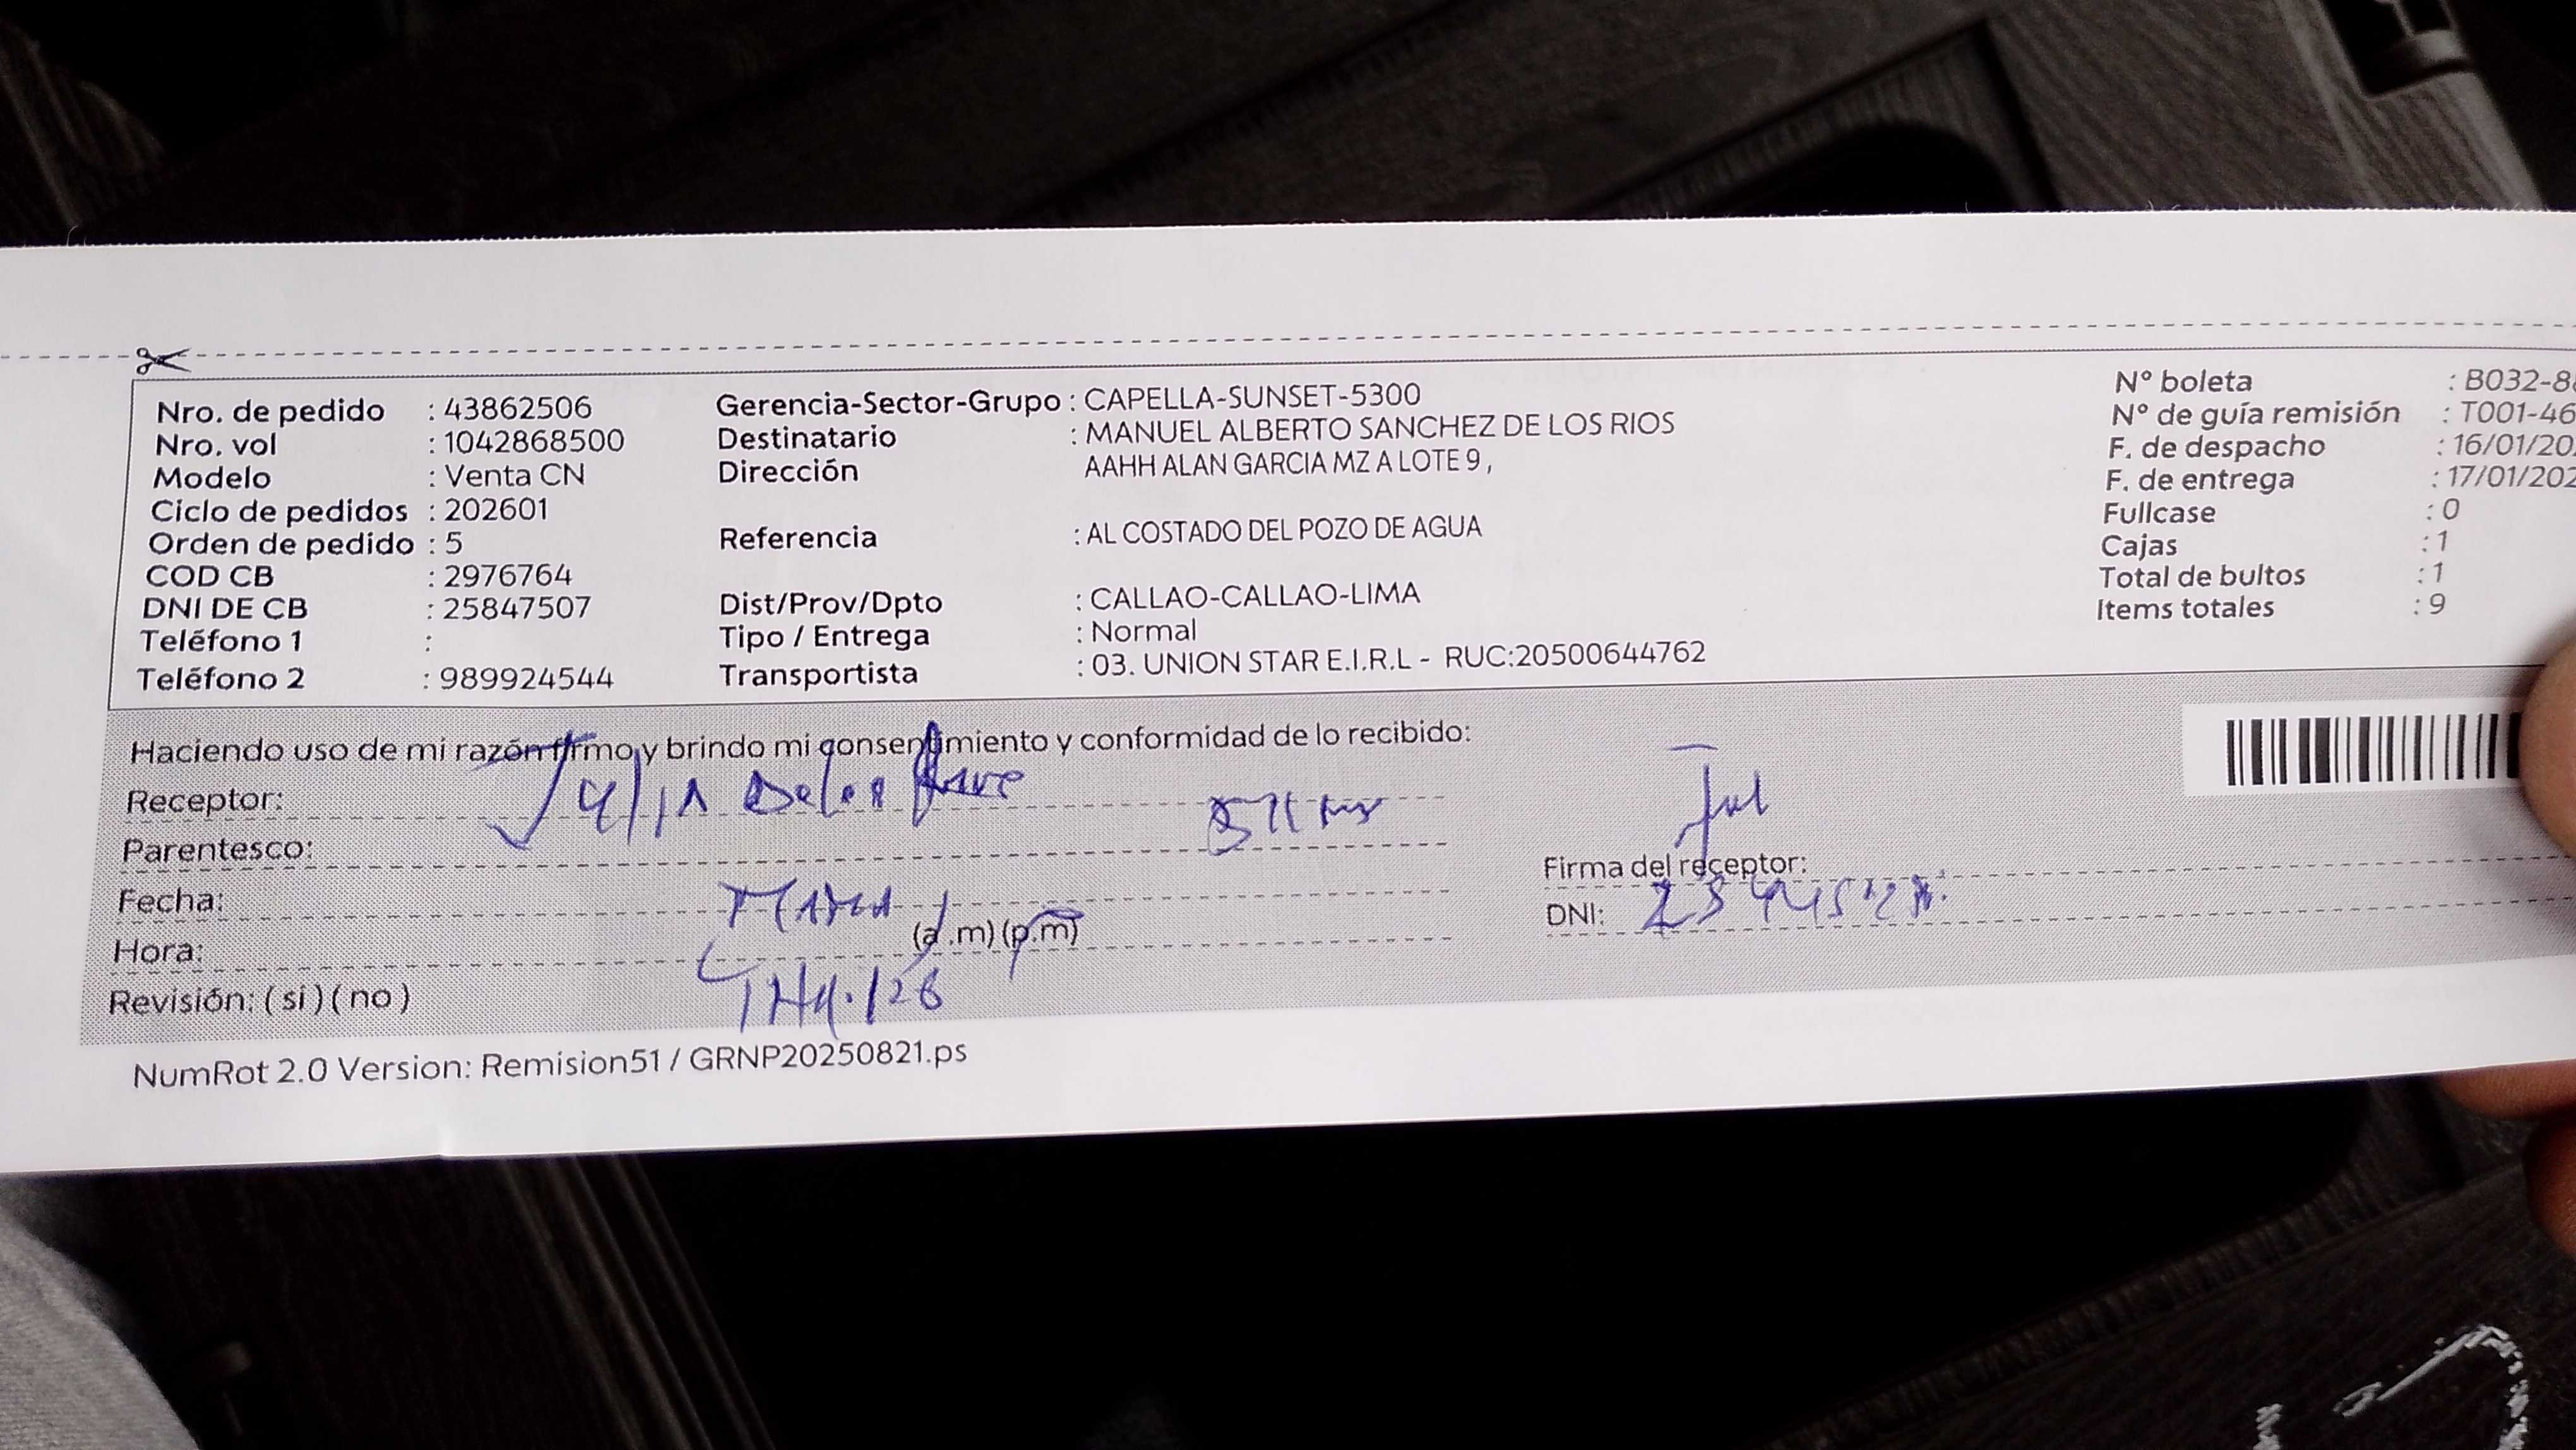 Nro. de pedido : 43862506
Nro. vol : 1042868500
Modelo : Venta CN
Ciclo de pedidos : 202601
Orden de pedido : 5
COD CB : 2976764
DNI DE CB : 25847507
Teléfono 1 :
Teléfono 2 : 989924544
Gerencia-Sector-Grupo : CAPELLA-SUNSET-5300
Destinatario : MANUEL ALBERTO SANCHEZ DE LOS RIOS
Dirección AAHH ALAN GARCIA MZ A LOTE 9 ,
Referencia : AL COSTADO DEL POZO DE AGUA
Dist/Prov/Dpto : CALLAO-CALLAO-LIMA
Tipo / Entrega : Normal
Transportista : 03. UNION STAR E.I.R.L - RUC:20500644762
Nº boleta : B032-8
Nº de guía remisión : T001-46
F. de despacho : 16/01/20
F. de entrega : 17/01/202
Fullcase : 0
Cajas : 1
Total de bultos : 1
Items totales : 9
Haciendo uso de mi razón firmo y brindo mi consentimiento y conformidad de lo recibido:
Receptor:
Parentesco:
Fecha:
Hora: (a.m) (p.m)
Revisión: ( si ) ( no )
Firma del receptor:
DNI:
NumRot 2.0 Version: Remision51 / GRNP20250821.ps